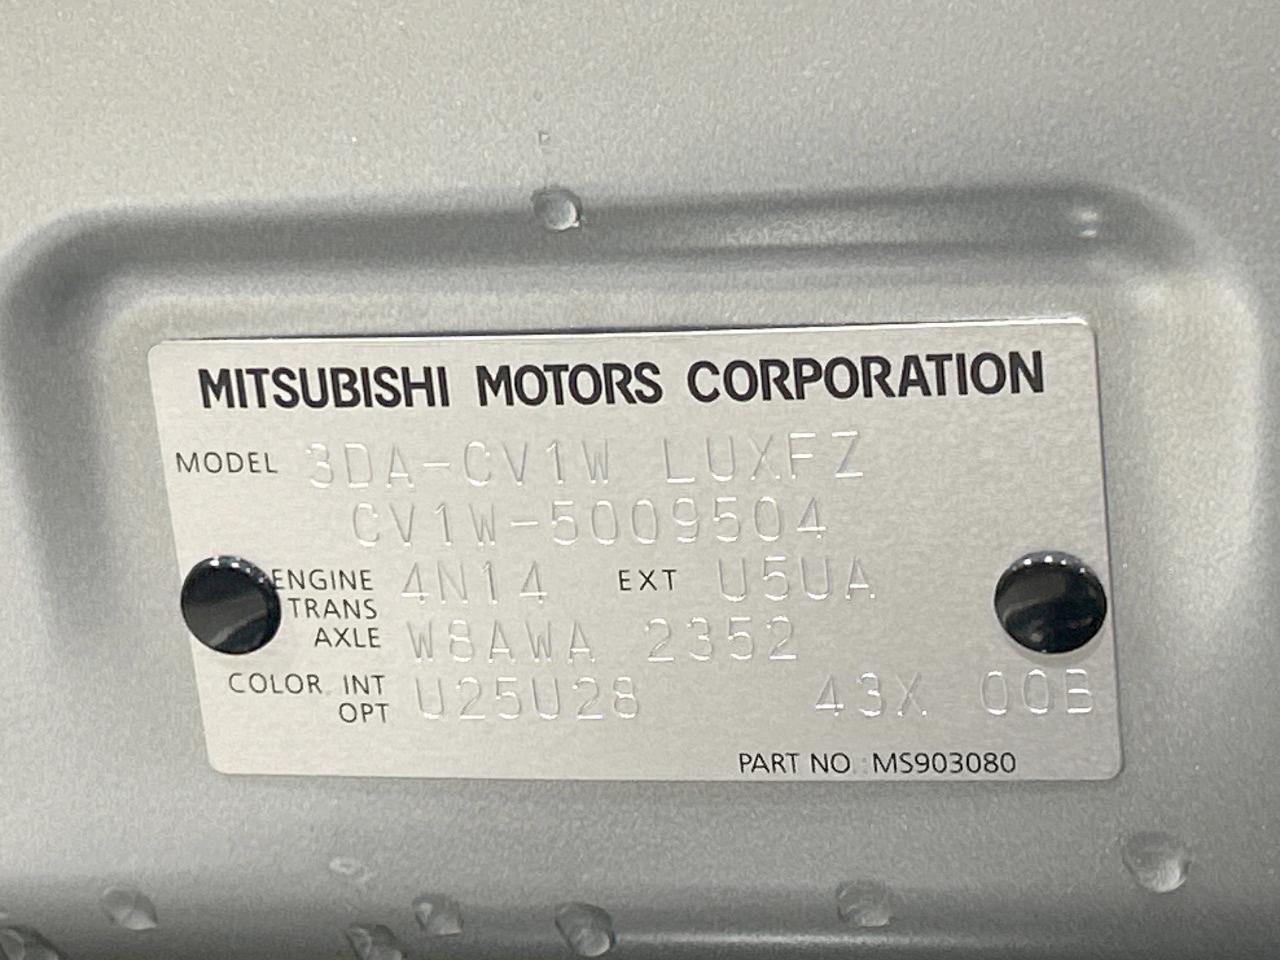 MITSUBISHI MOTORS CORPORATION
MODEL 3DA-CV1W LUXFZ
CV1W-5009504
ENGINE 4N14 EXT U5UA
TRANS
AXLE W8AWA 2352
COLOR INT U25U28 43X 00B
OPT
PART NO. MS903080